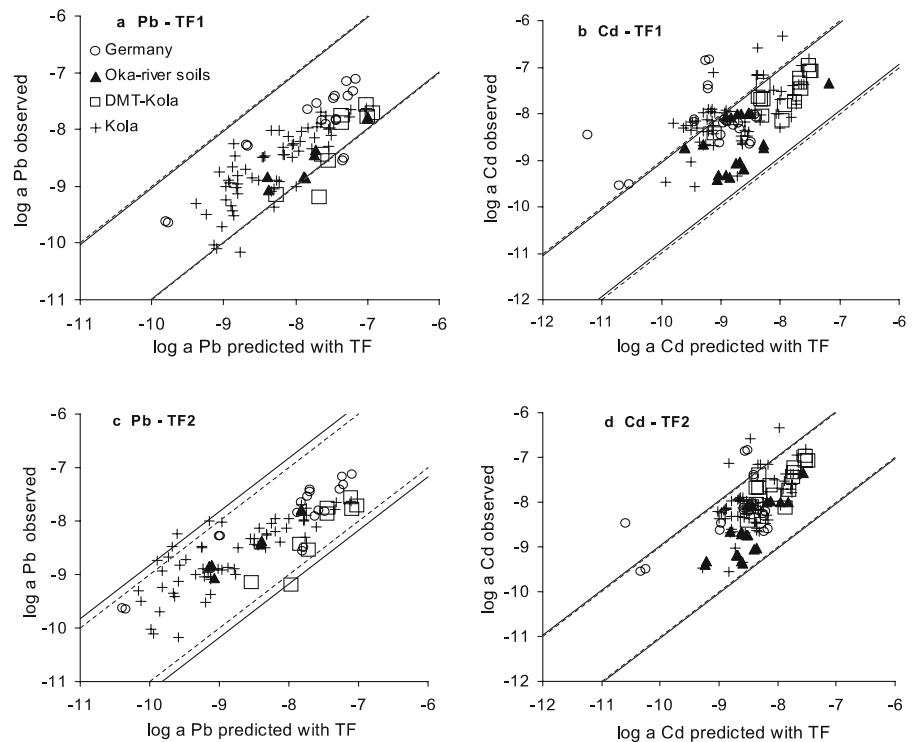 a Pb - TF1
Germany
Oka-river soils
DMT-Kola
Kola
log a Pb observed
-6
-7
-8
-9
-10
-11
-11 -10 -9 -8 -7 -6
log a Pb predicted with TF
b Cd - TF1
log a Cd observed
-6
-7
-8
-9
-10
-11
-12
-12 -11 -10 -9 -8 -7 -6
log a Cd predicted with TF
c Pb - TF2
log a Pb observed
-6
-7
-8
-9
-10
-11
-11 -10 -9 -8 -7 -6
log a Pb predicted with TF
d Cd - TF2
log a Cd observed
-6
-7
-8
-9
-10
-11
-12
-12 -11 -10 -9 -8 -7 -6
log a Cd predicted with TF